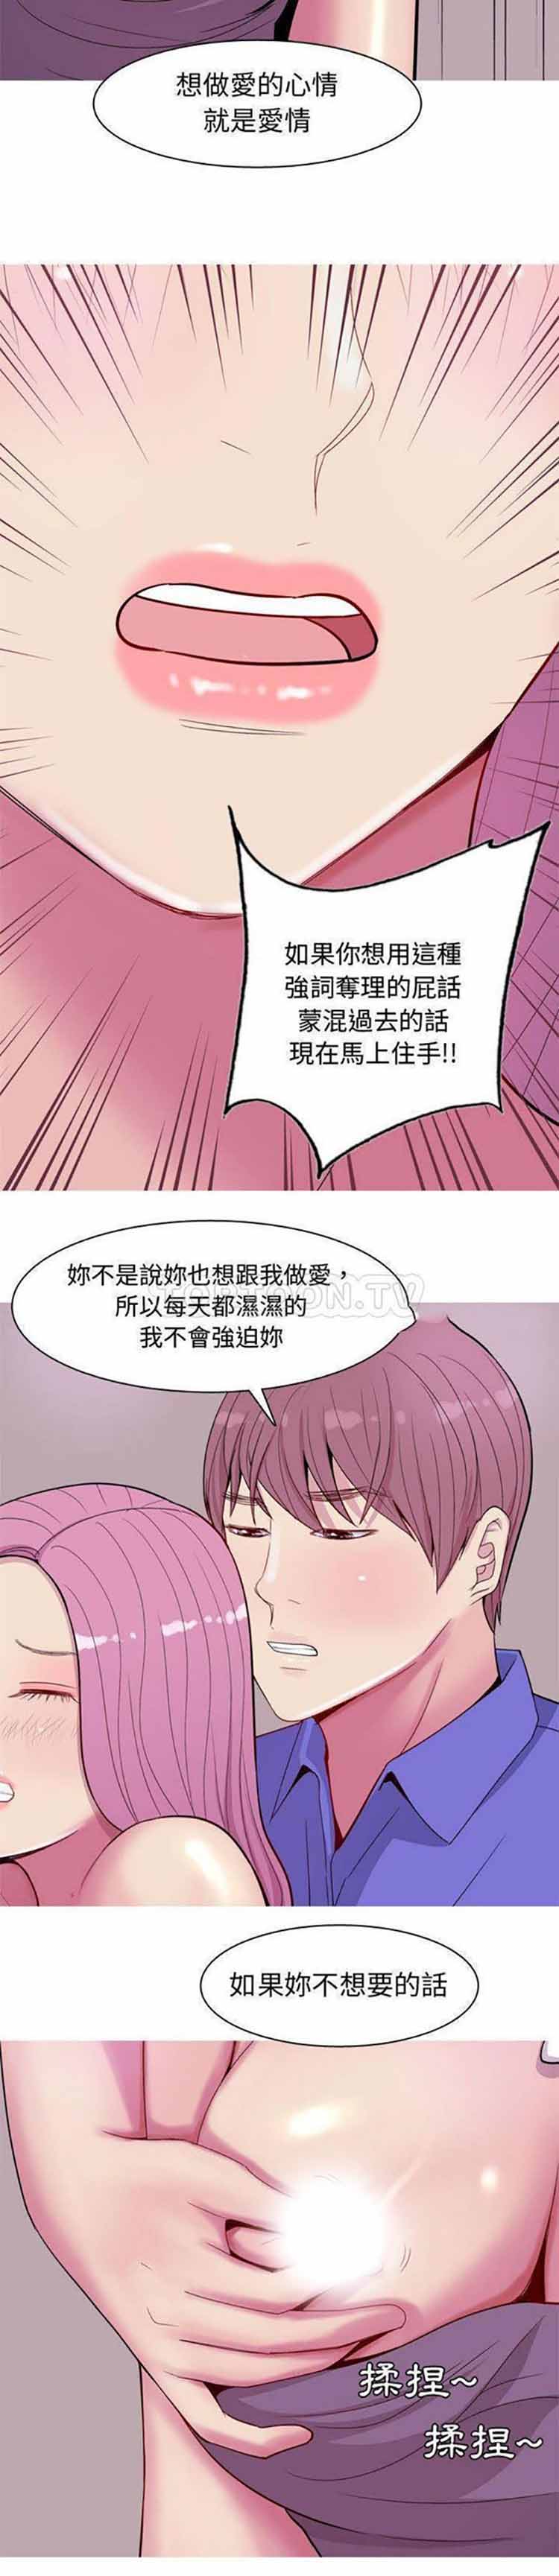 想做愛的心情
就是愛情
如果你想用這種
強詞奪理的屁話
蒙混過去的話
現在馬上住手!!
妳不是說妳也想跟我做愛，
所以每天都濕濕的
我不會強迫妳
TOPTOON.TV
如果妳不想要的話
揉捏~
揉捏~